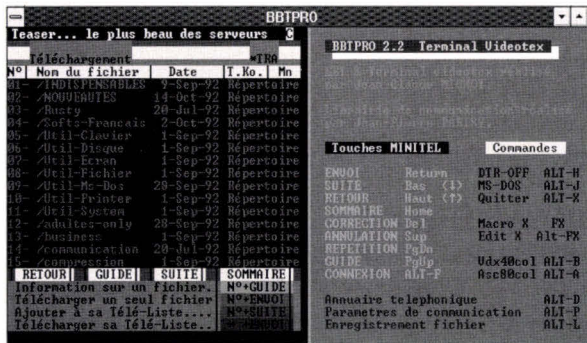 BBTPRO
Teaser... le plus beau des serveurs
C
Téléchargement
*TRA
N° Nom du fichier Date T.Ko. Mn
01- /INDISPENSABLES 9-Sep-92 Répertoire
02- /NOUVEAUTES 14-Oct-92 Répertoire
03- /Rusty 20-Jul-92 Répertoire
04- /Softs-Francais 2-Oct-92 Répertoire
05- /Util-Clavier 1-Sep-92 Répertoire
06- /Util-Disque 1-Sep-92 Répertoire
07- /Util-Ecran 1-Sep-92 Répertoire
08- /Util-Fichier 1-Sep-92 Répertoire
09- /Util-Ms-Dos 28-Sep-92 Répertoire
10- /Util-Printer 1-Sep-92 Répertoire
11- /Util-System 1-Sep-92 Répertoire
12- /adultes-only 28-Sep-92 Répertoire
13- /business 1-Sep-92 Répertoire
14- /communication 20-Jul-92 Répertoire
15- /compression 1-Sep-92 Répertoire
RETOUR GUIDE SUITE SOMMAIRE
Information sur un fichier. N°+GUIDE
Télécharger un seul fichier N°+ENVOI
Ajouter à sa Télé-Liste.... N°+SUITE
Télécharger sa Télé-Liste..
BBTPRO 2.2 Terminal Videotex
Touches MINITEL Commandes
ENVOI Return DTR-OFF ALT-H
SUITE Bas (↓) MS-DOS ALT-J
RETOUR Haut (↑) Quitter ALT-X
SOMMAIRE Home
CORRECTION Del Macro X FX
ANNULATION Sup Edit X Alt-FX
REPETITION PgDn
GUIDE PgUp Vdx40col ALT-B
CONNEXION ALT-F Asc80col ALT-A
Annuaire telephonique ALT-D
Parametres de communication ALT-P
Enregistrement fichier ALT-L